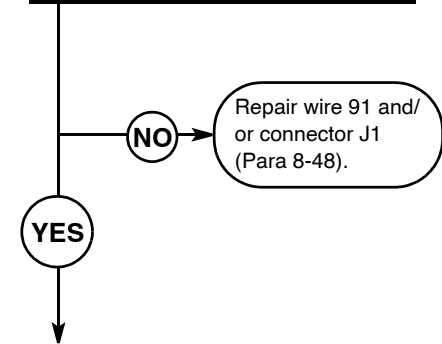 NO
Repair wire 91 and/
or connector J1
(Para 8-48).
YES